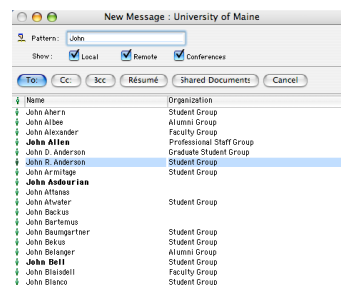 New Message : University of Maine
Pattern: John
Show: Local Remote Conferences
To: Cc: Bcc Résumé Shared Documents Cancel
Name Organization
John Ahern Student Group
John Albee Alumni Group
John Alexander Faculty Group
John Allen Professional Staff Group
John D. Anderson Graduate Student Group
John R. Anderson Student Group
John Armitage Student Group
John Asdourian
John Attanas
John Atwater Student Group
John Backus
John Bartemus
John Baumgartner Student Group
John Bekus Student Group
John Belanger Alumni Group
John Bell Student Group
John Blaisdell Faculty Group
John Blanco Student Group